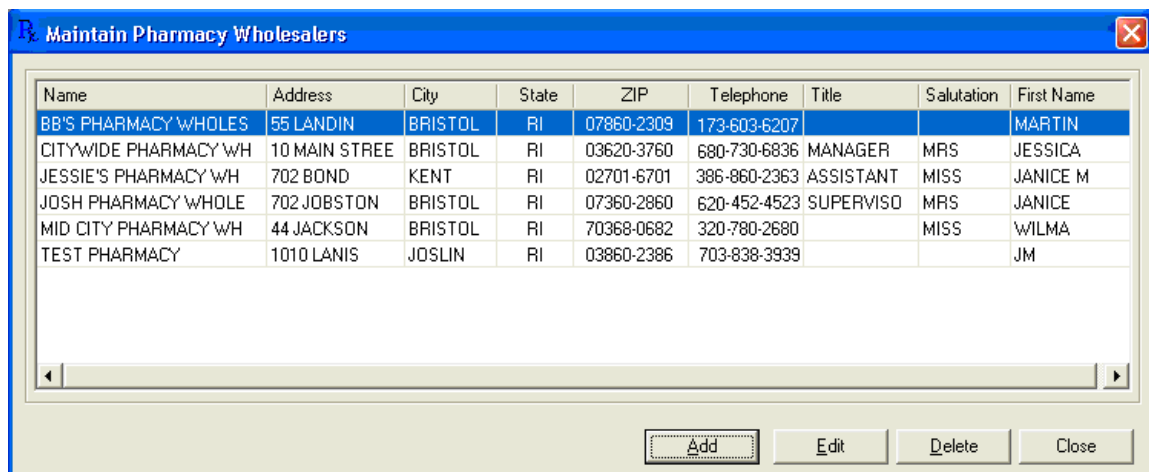 Rx Maintain Pharmacy Wholesalers
Name Address City State ZIP Telephone Title Salutation First Name
BB'S PHARMACY WHOLES 55 LANDIN BRISTOL RI 07860-2309 173-603-6207 MARTIN
CITYWIDE PHARMACY WH 10 MAIN STREE BRISTOL RI 03620-3760 680-730-6836 MANAGER MRS JESSICA
JESSIE'S PHARMACY WH 702 BOND KENT RI 02701-6701 386-860-2363 ASSISTANT MISS JANICE M
JOSH PHARMACY WHOLE 702 JOBSTON BRISTOL RI 07360-2860 620-452-4523 SUPERVISO MRS JANICE
MID CITY PHARMACY WH 44 JACKSON BRISTOL RI 70368-0682 320-780-2680 MISS WILMA
TEST PHARMACY 1010 LANIS JOSLIN RI 03860-2386 703-838-3939 JM
Add Edit Delete Close